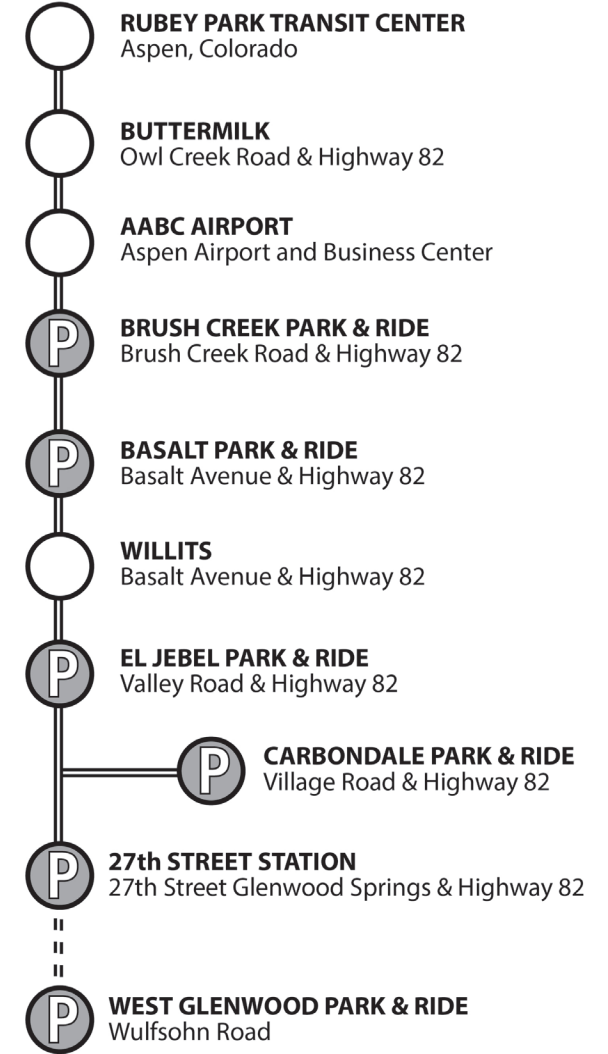 RUBEY PARK TRANSIT CENTER
Aspen, Colorado
BUTTERMILK
Owl Creek Road & Highway 82
AABC AIRPORT
Aspen Airport and Business Center
P
BRUSH CREEK PARK & RIDE
Brush Creek Road & Highway 82
P
BASALT PARK & RIDE
Basalt Avenue & Highway 82
WILLITS
Basalt Avenue & Highway 82
P
EL JEBEL PARK & RIDE
Valley Road & Highway 82
P
CARBONDALE PARK & RIDE
Village Road & Highway 82
P
27th STREET STATION
27th Street Glenwood Springs & Highway 82
P
WEST GLENWOOD PARK & RIDE
Wulfsohn Road